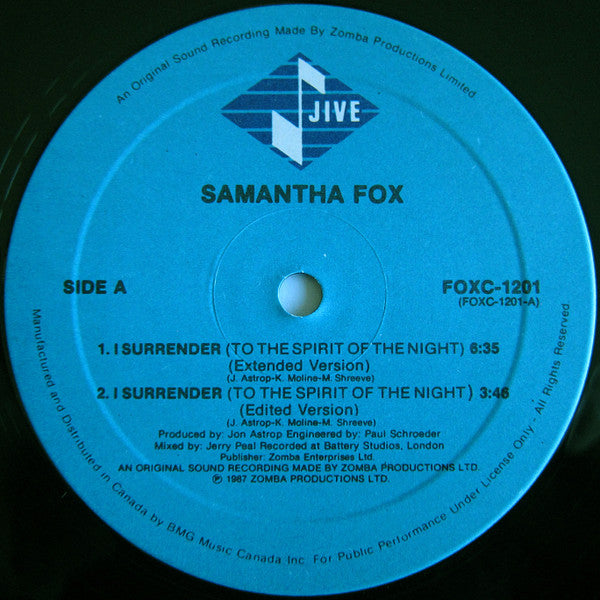 An Original Sound Recording Made By Zomba Productions Limited
JIVE
SAMANTHA FOX
SIDE A
FOXC-1201
(FOXC-1201-A)
1. I SURRENDER (TO THE SPIRIT OF THE NIGHT) 6:35
(Extended Version)
(J. Astrop-K. Moline-M. Shreeve)
2. I SURRENDER (TO THE SPIRIT OF THE NIGHT) 3:46
(Edited Version)
(J. Astrop-K. Moline-M. Shreeve)
Produced by: Jon Astrop Engineered by: Paul Schroeder
Mixed by: Jerry Peal Recorded at Battery Studios, London
Publisher: Zomba Enterprises Ltd.
AN ORIGINAL SOUND RECORDING MADE BY ZOMBA PRODUCTIONS LTD.
℗ 1987 ZOMBA PRODUCTIONS LTD.
Manufactured and Distributed in Canada by BMG Music Canada Inc. For Public Performance Under License Only - All Rights Reserved